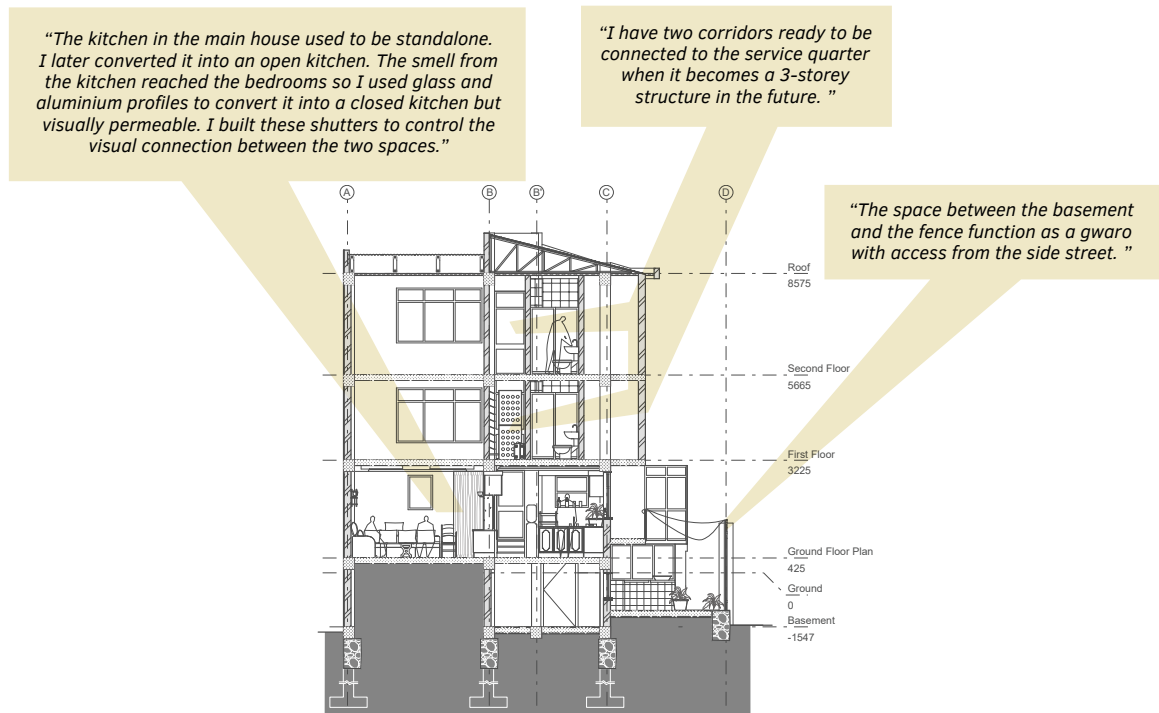 “The kitchen in the main house used to be standalone.
I later converted it into an open kitchen. The smell from
the kitchen reached the bedrooms so I used glass and
aluminium profiles to convert it into a closed kitchen but
visually permeable. I built these shutters to control the
visual connection between the two spaces.”
“I have two corridors ready to be
connected to the service quarter
when it becomes a 3-storey
structure in the future. ”
“The space between the basement
and the fence function as a gwaro
with access from the side street. ”
A B B' C D
Roof
8575
Second Floor
5665
First Floor
3225
Ground Floor Plan
425
Ground
0
Basement
-1547